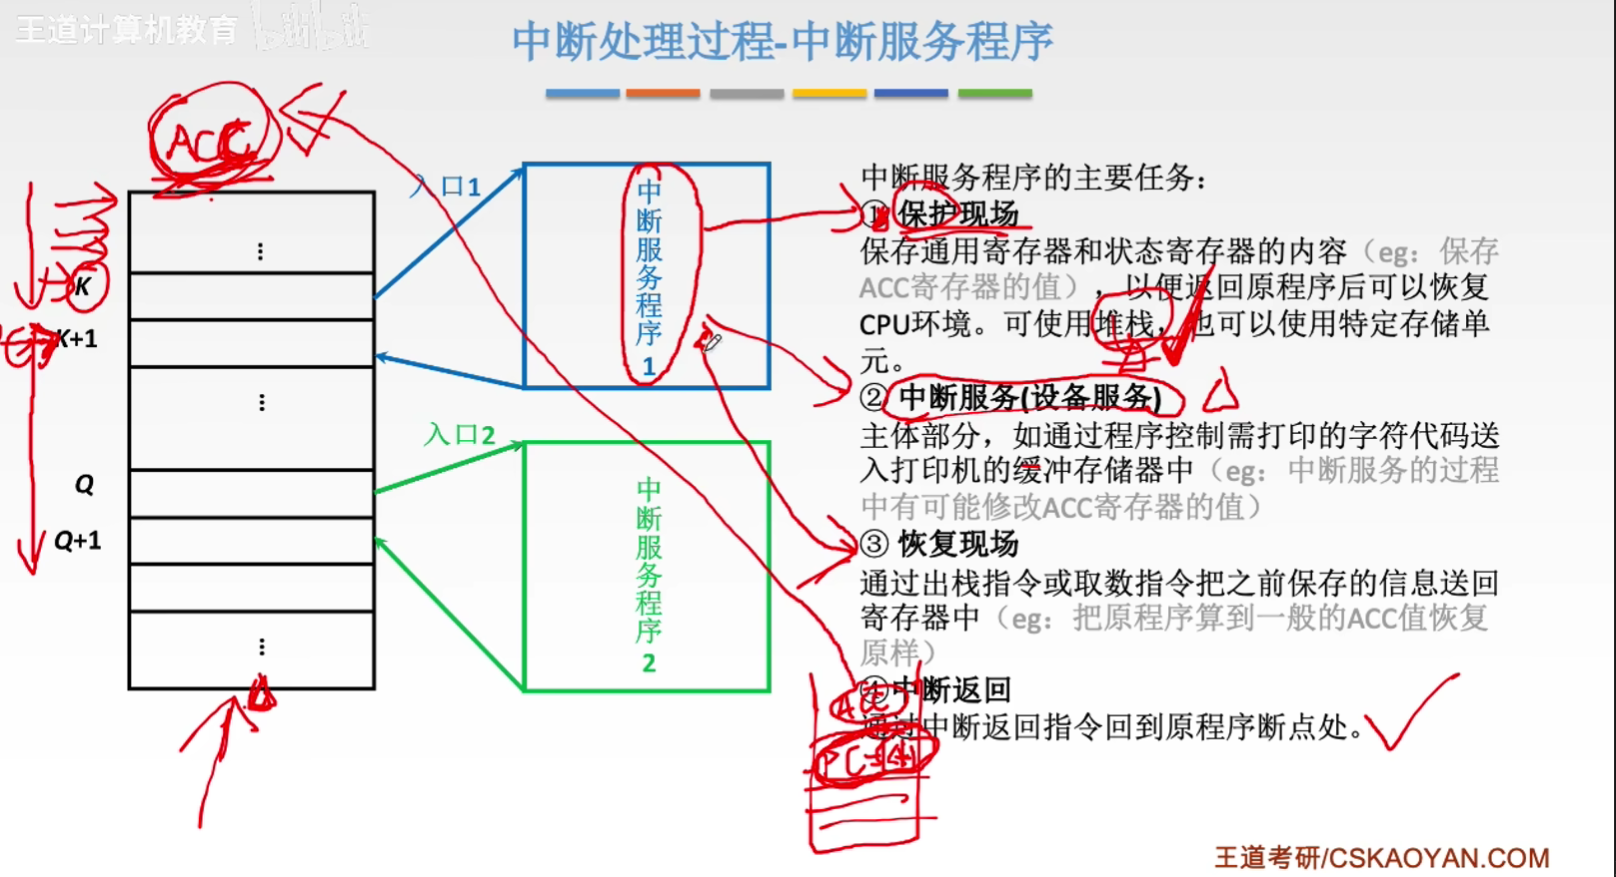 王道计算机教育 bilibili
中断处理过程-中断服务程序
ACC
入口1
中断服务程序1
K
K+1
Q
Q+1
入口2
中断服务程序2
⋮
⋮
⋮
中断服务程序的主要任务：
① 保护现场
保存通用寄存器和状态寄存器的内容（eg：保存
ACC寄存器的值），以便返回原程序后可以恢复
CPU环境。可使用堆栈，也可以使用特定存储单
元。
② 中断服务(设备服务)
主体部分，如通过程序控制需打印的字符代码送
入打印机的缓冲存储器中（eg：中断服务的过程
中有可能修改ACC寄存器的值）
③ 恢复现场
通过出栈指令或取数指令把之前保存的信息送回
寄存器中（eg：把原程序算到一般的ACC值恢复
原样）
④中断返回
通过中断返回指令回到原程序断点处。
ACC
王道考研/CSKAOYAN.COM